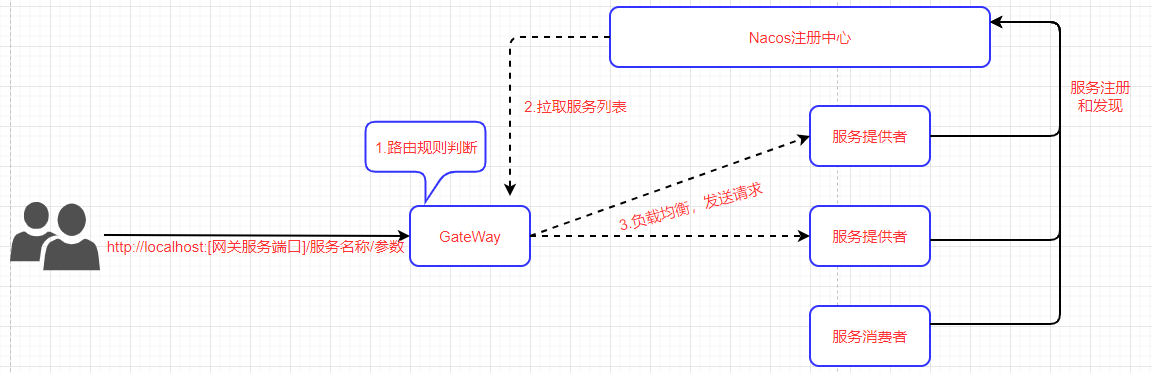 Nacos注册中心
服务注册
和发现
2.拉取服务列表
服务提供者
1.路由规则判断
3.负载均衡，发送请求
GateWay
服务提供者
http://localhost:[网关服务端口]/服务名称/参数
服务消费者